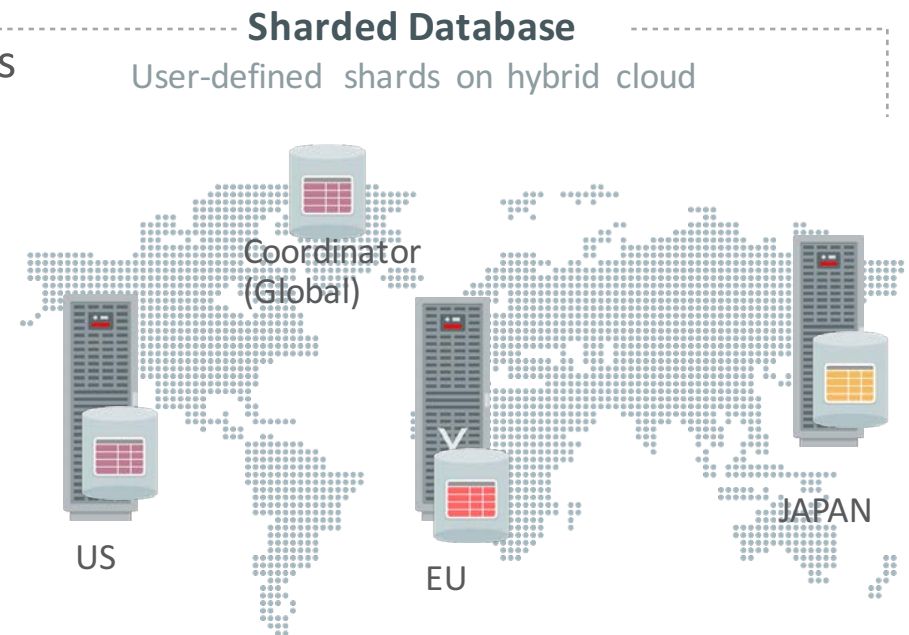 Sharded Database
S
User-defined shards on hybrid cloud
Coordinator
(Global)
Y
JAPAN
US
EU